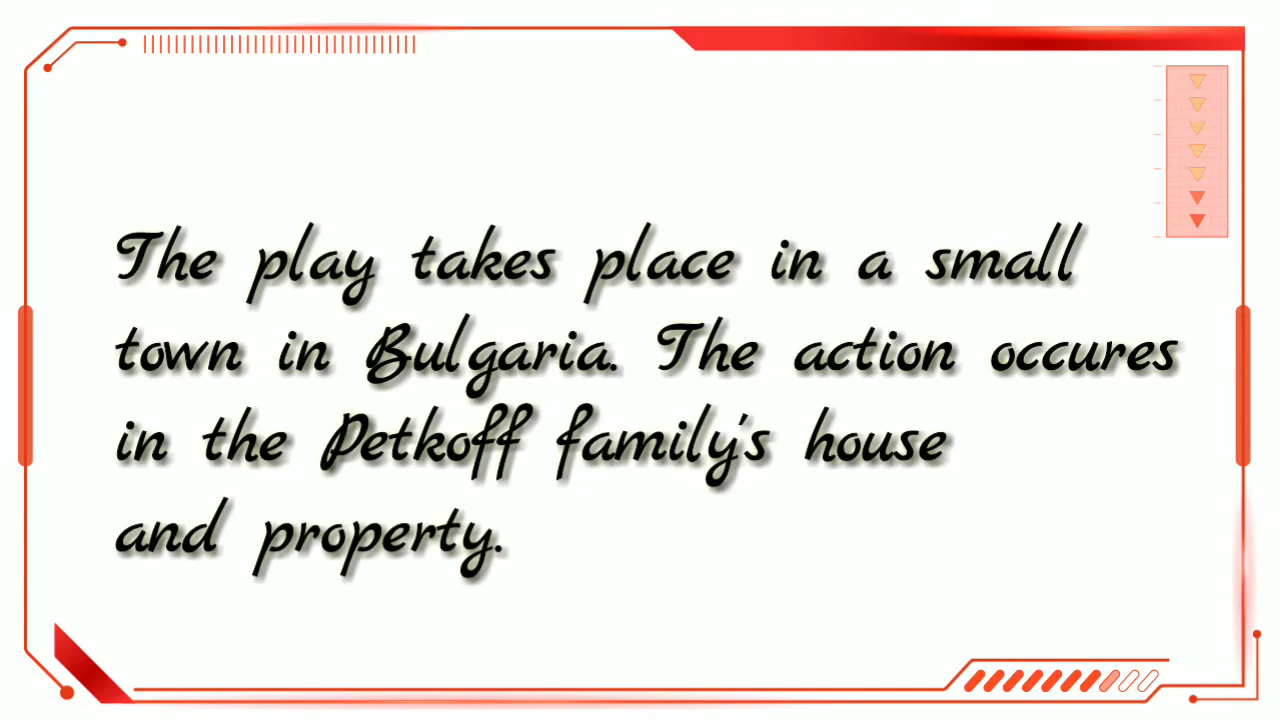 The play takes place in a small
town in Bulgaria. The action occures
in the Petkoff family's house
and property.